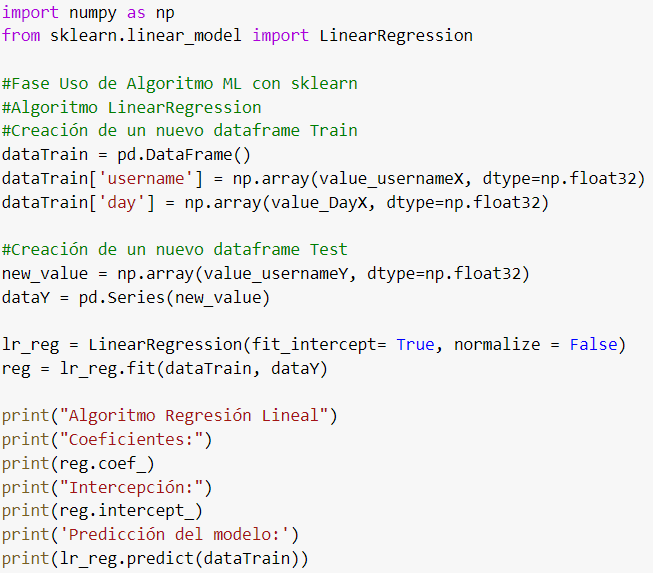 import numpy as np
from sklearn.linear_model import LinearRegression
#Fase Uso de Algoritmo ML con sklearn
#Algoritmo LinearRegression
#Creación de un nuevo dataframe Train
dataTrain = pd.DataFrame()
dataTrain['username'] = np.array(value_usernameX, dtype=np.float32)
dataTrain['day'] = np.array(value_DayX, dtype=np.float32)
#Creación de un nuevo dataframe Test
new_value = np.array(value_usernameY, dtype=np.float32)
dataY = pd.Series(new_value)
lr_reg = LinearRegression(fit_intercept= True, normalize = False)
reg = lr_reg.fit(dataTrain, dataY)
print("Algoritmo Regresión Lineal")
print("Coeficientes:")
print(reg.coef_)
print("Intercepción:")
print(reg.intercept_)
print('Predicción del modelo:')
print(lr_reg.predict(dataTrain))